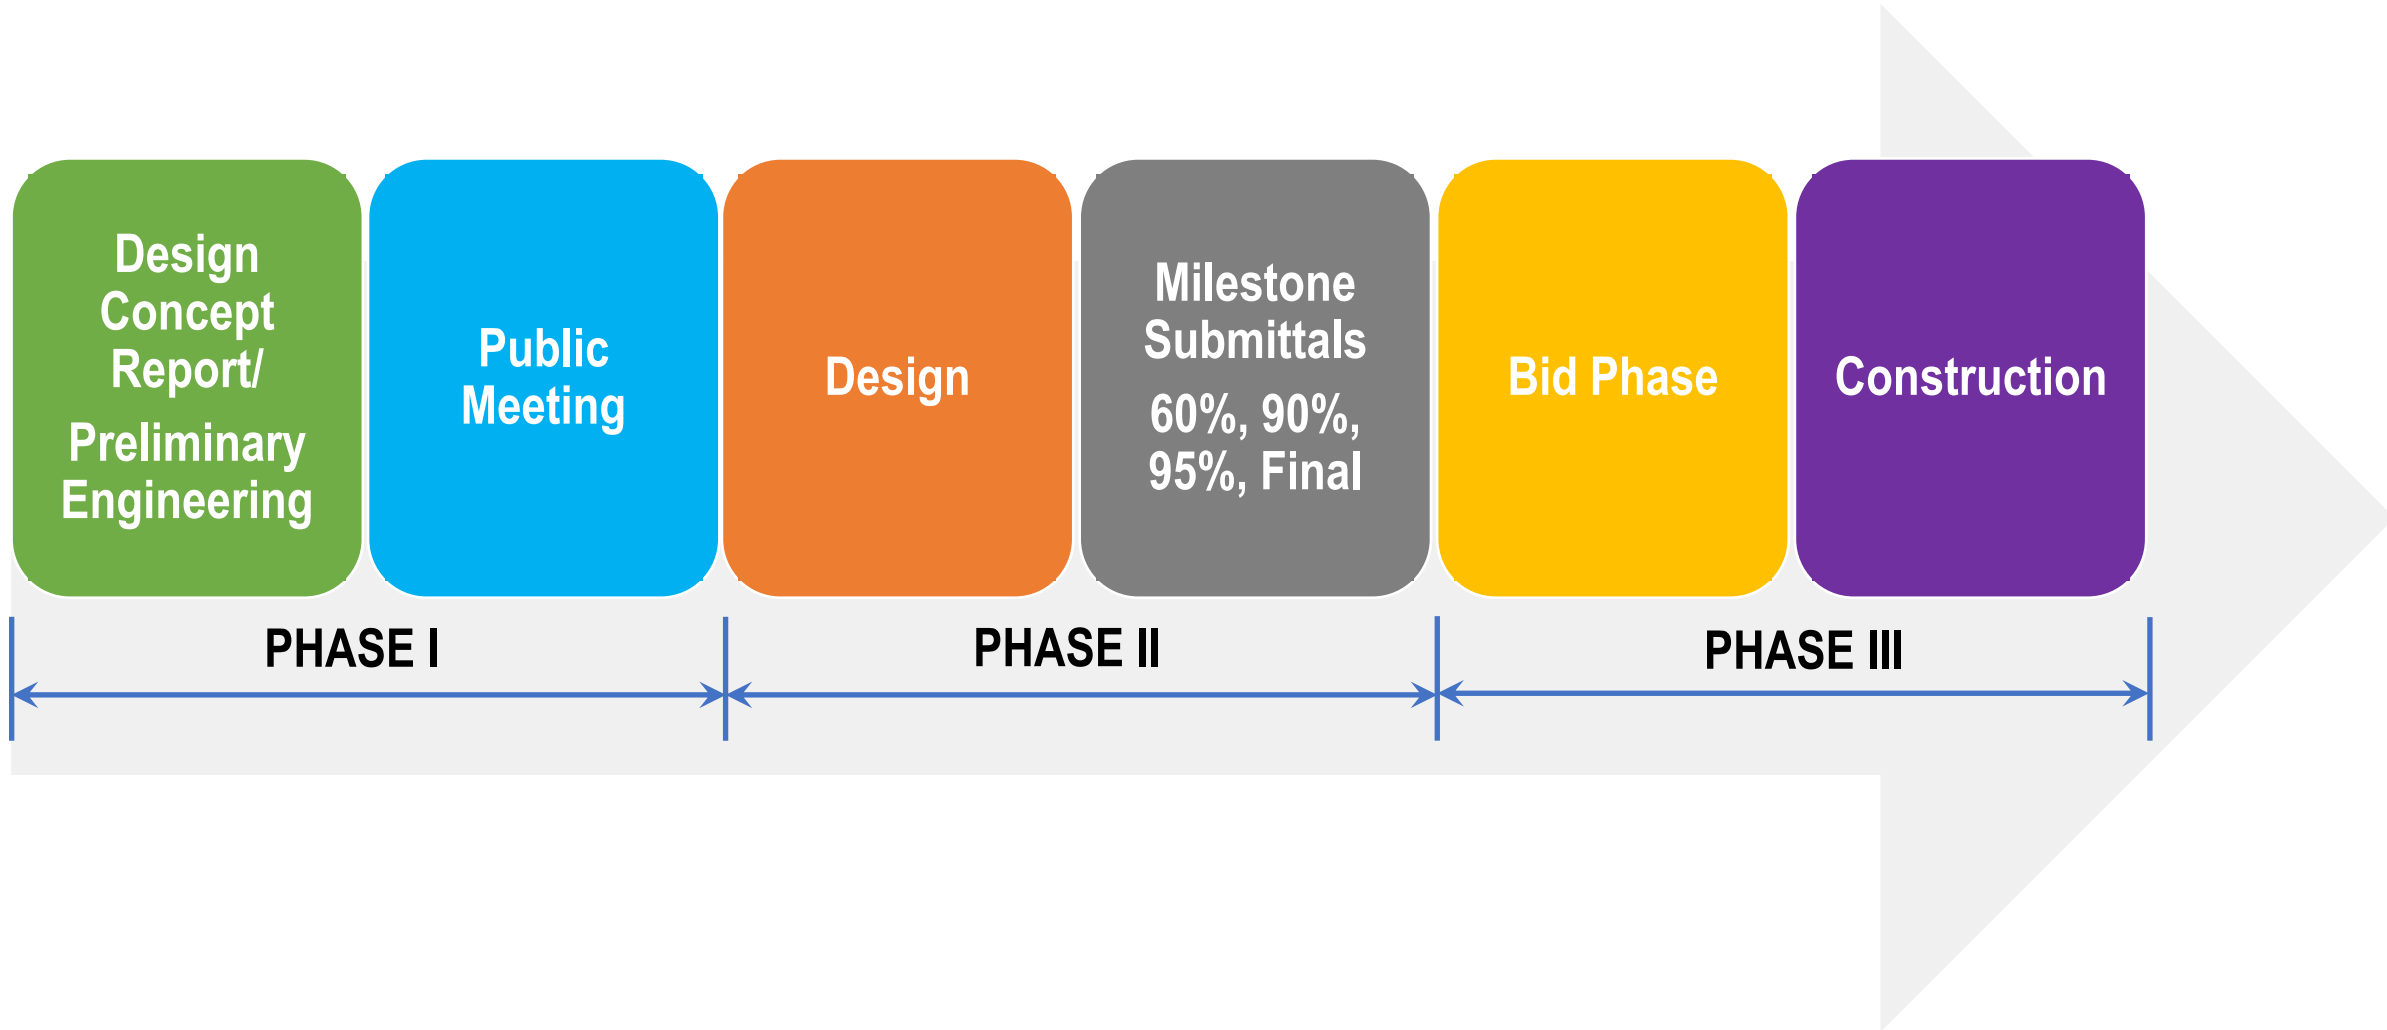 Design
Concept
Report/
Preliminary
Engineering
Public
Meeting
Design
Milestone
Submittals
60%, 90%,
95%, Final
Bid Phase
Construction
PHASE I
PHASE II
PHASE III